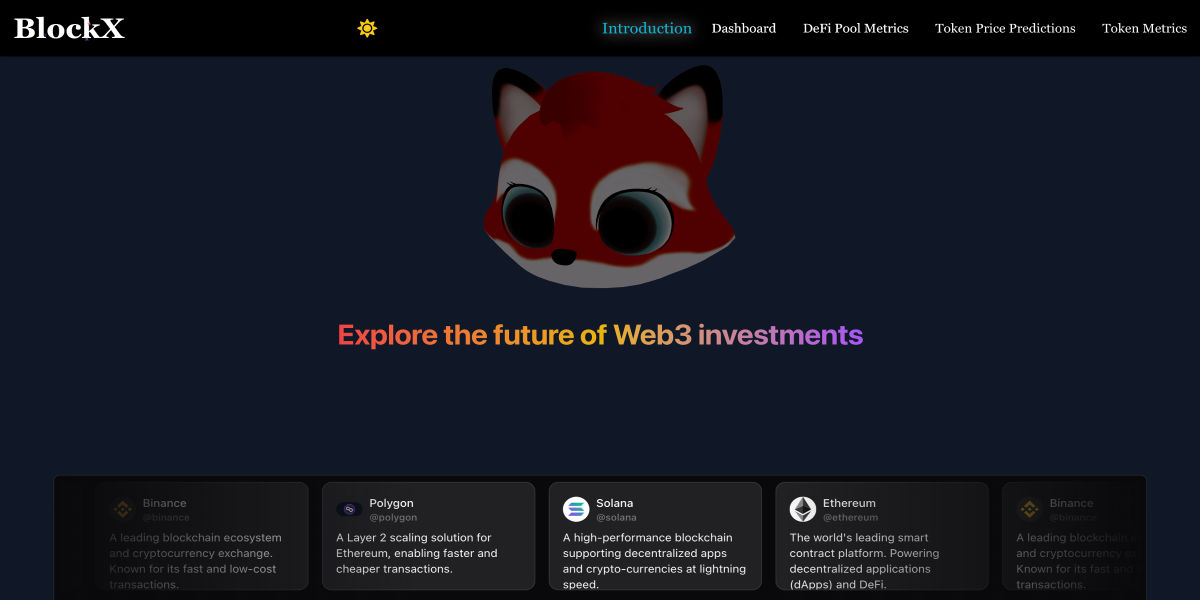 BlockX
Introduction
Dashboard
DeFi Pool Metrics
Token Price Predictions
Token Metrics
Explore the future of Web3 investments
Binance
@binance
A leading blockchain ecosystem
and cryptocurrency exchange.
Known for its fast and low-cost
transactions.
Polygon
@polygon
A Layer 2 scaling solution for
Ethereum, enabling faster and
cheaper transactions.
Solana
@solana
A high-performance blockchain
supporting decentralized apps
and crypto-currencies at lightning
speed.
Ethereum
@ethereum
The world's leading smart
contract platform. Powering
decentralized applications
(dApps) and DeFi.
Binance
@binance
A leading blockchain
and cryptocurrency
Known for its fast and
transactions.